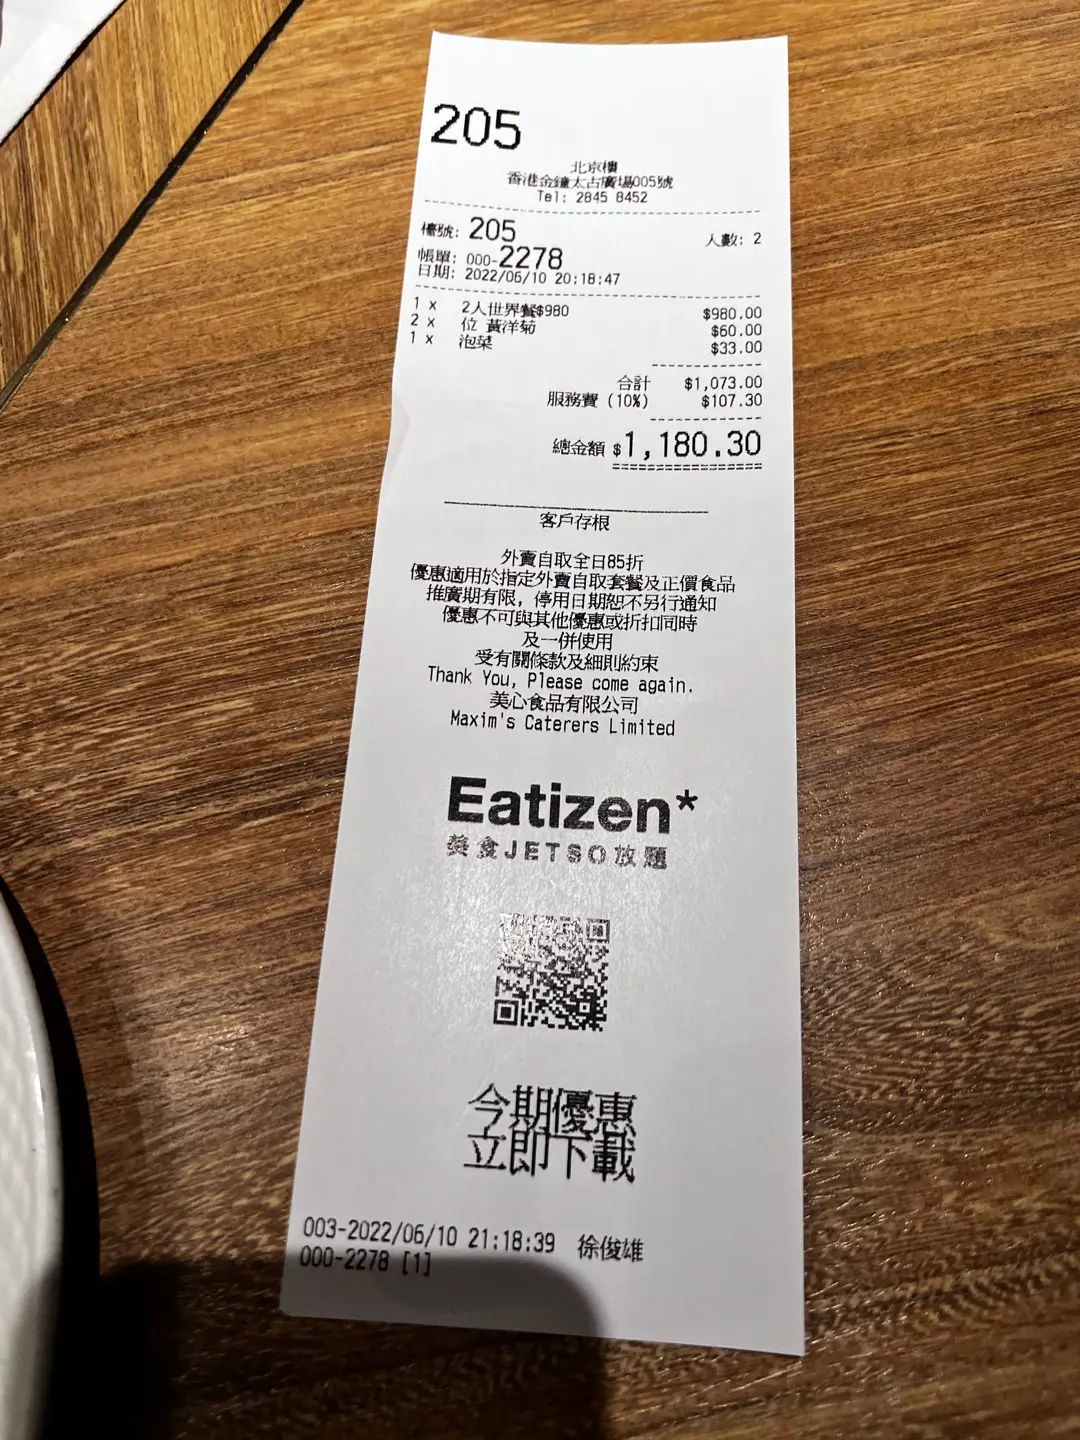 205
北京樓
香港金鐘太古廣場005號
Tel: 2845 8452
檯號: 205 人數: 2
帳單: 000-2278
日期: 2022/06/10 20:18:47
1 x 2人世界餐$980 $980.00
2 x 位 黃洋菊 $60.00
1 x 泡菜 $33.00
合計 $1,073.00
服務費 (10%) $107.30
總金額 $1,180.30
客戶存根
外賣自取全日85折
優惠適用於指定外賣自取套餐及正價食品
推廣期有限, 停用日期恕不另行通知
優惠不可與其他優惠或折扣同時
及一併使用
受有關條款及細則約束
Thank You, Please come again.
美心食品有限公司
Maxim's Caterers Limited
Eatizen*
美食JETSO放題
今期優惠
立即下載
003-2022/06/10 21:18:39 徐俊雄
000-2278 [1]